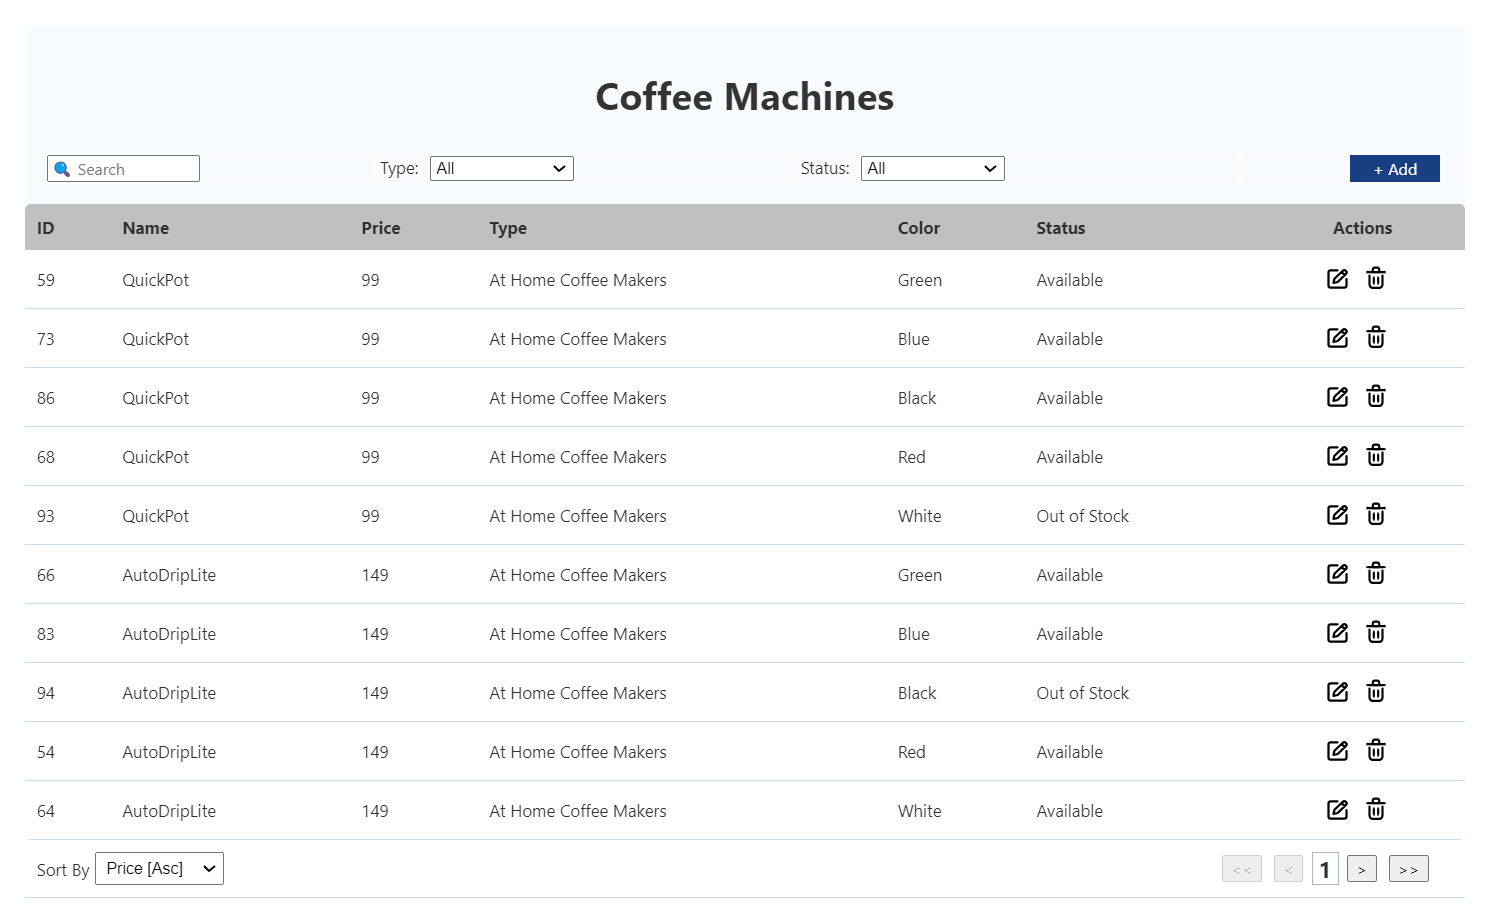 Coffee Machines
Search Type: All Status: All + Add
ID Name Price Type Color Status Actions
59 QuickPot 99 At Home Coffee Makers Green Available
73 QuickPot 99 At Home Coffee Makers Blue Available
86 QuickPot 99 At Home Coffee Makers Black Available
68 QuickPot 99 At Home Coffee Makers Red Available
93 QuickPot 99 At Home Coffee Makers White Out of Stock
66 AutoDripLite 149 At Home Coffee Makers Green Available
83 AutoDripLite 149 At Home Coffee Makers Blue Available
94 AutoDripLite 149 At Home Coffee Makers Black Out of Stock
54 AutoDripLite 149 At Home Coffee Makers Red Available
64 AutoDripLite 149 At Home Coffee Makers White Available
Sort By Price [Asc] << < 1 > >>